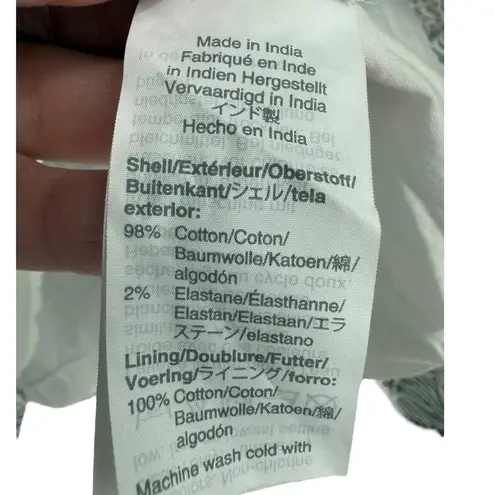 Made in India
Fabriqué en Inde
in Indien Hergestellt
Vervaardigd in India
インド製
Hecho en India
Shell/Extérieur/Oberstoff/
Buitenkant/シェル/tela
exterior:
98% Cotton/Coton/
Baumwolle/Katoen/綿/
algodón
2% Elastane/Élasthanne/
Elastan/Elastaan/エラ
ステーン/elastano
Lining/Doublure/Futter/
Voering/ライニング/forro:
100% Cotton/Coton/
Baumwolle/Katoen/綿/
algodón
Machine wash cold with